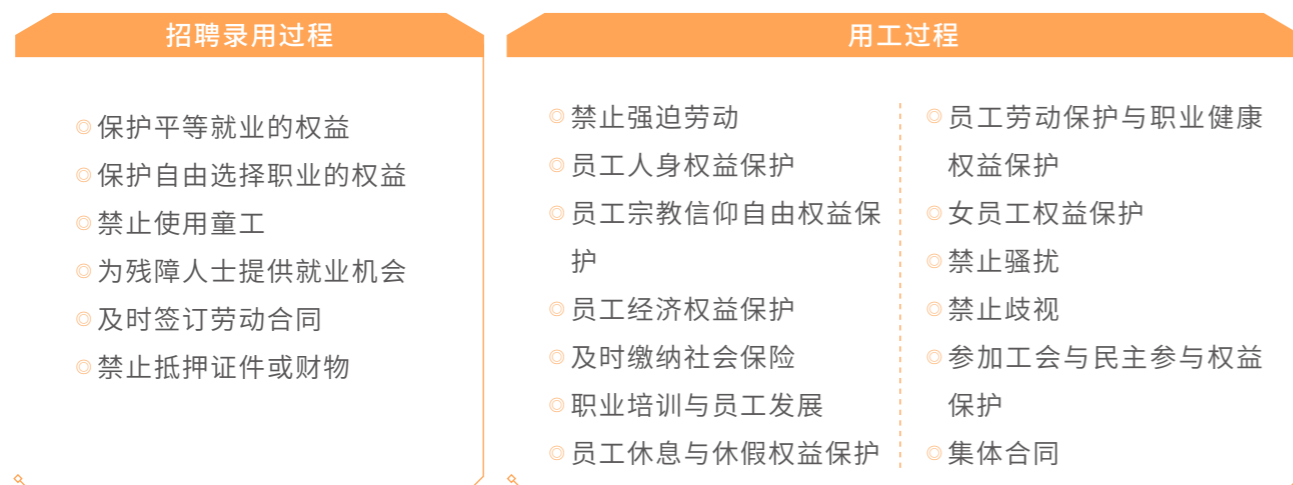 招聘录用过程
保护平等就业的权益
保护自由选择职业的权益
禁止使用童工
为残障人士提供就业机会
及时签订劳动合同
禁止抵押证件或财物
用工过程
禁止强迫劳动
员工人身权益保护
员工宗教信仰自由权益保
护
员工经济权益保护
及时缴纳社会保险
职业培训与员工发展
员工休息与休假权益保护
员工劳动保护与职业健康
权益保护
女员工权益保护
禁止骚扰
禁止歧视
参加工会与民主参与权益
保护
集体合同